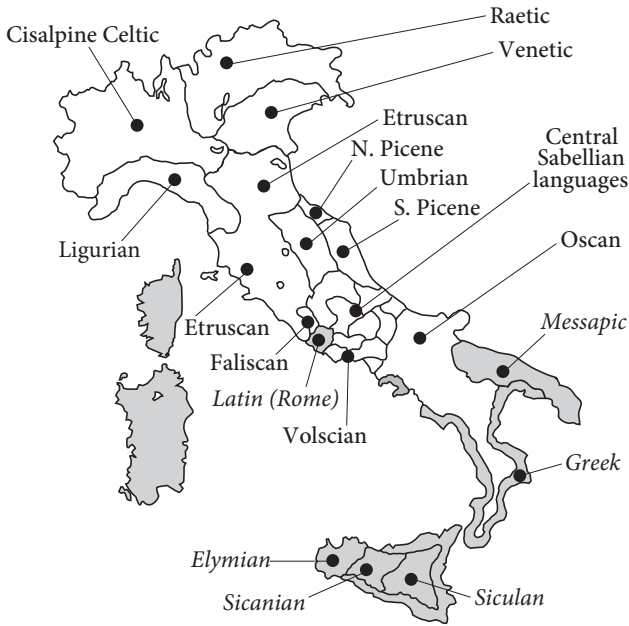 Raetic
Cisalpine Celtic
Venetic
Etruscan
Central
Sabellian
languages
N. Picene
Umbrian
S. Picene
Oscan
Ligurian
Messapic
Etruscan
Faliscan
Latin (Rome)
Volscian
Greek
Elymian
Sicanian
Siculan